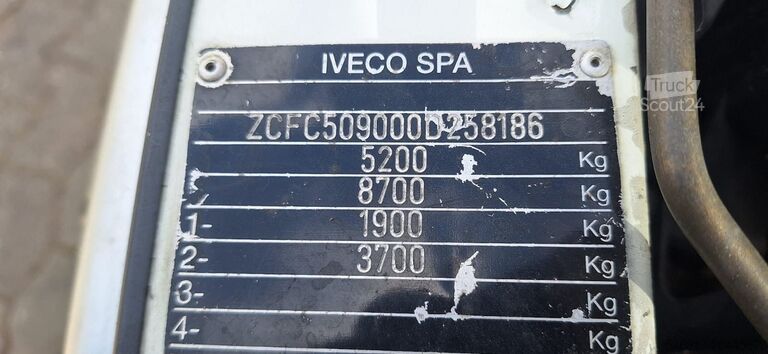 IVECO SPA
Truck
Scout24
ZCFC509000D258186
5200 Kg
8700 Kg
1- 1900 Kg
2- 3700 Kg
3- Kg
4- Kg